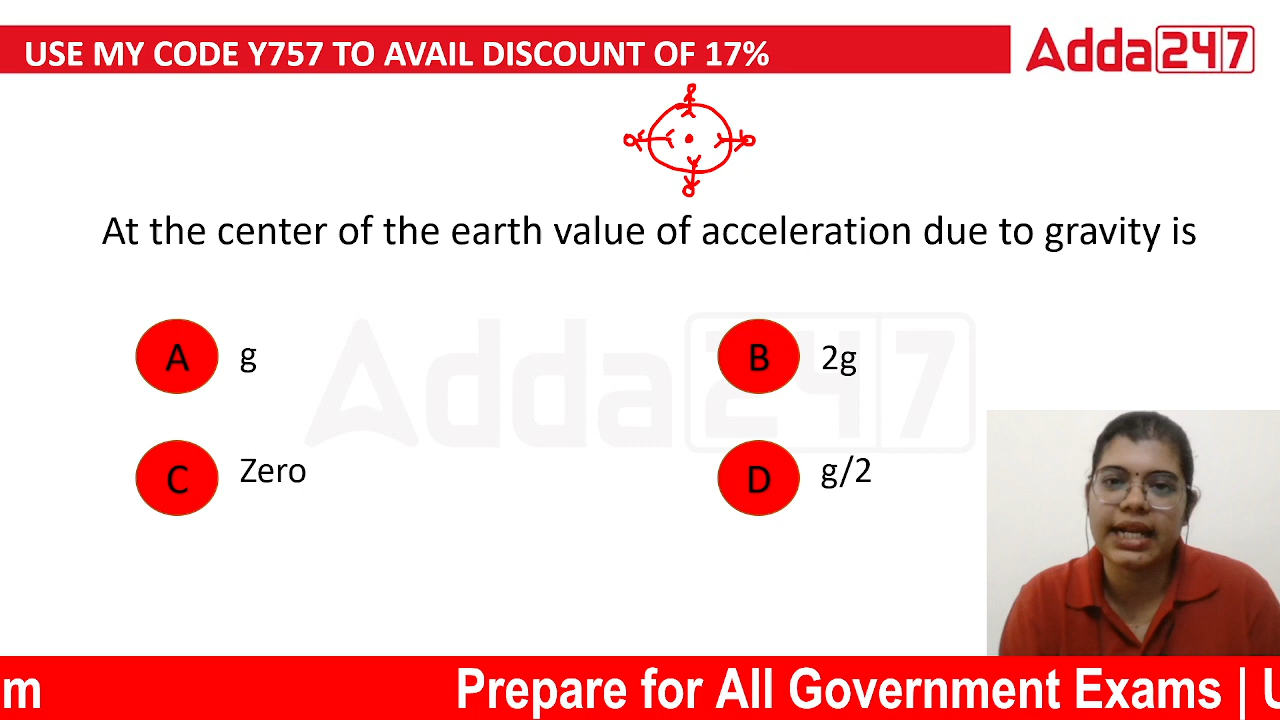 USE MY CODE Y757 TO AVAIL DISCOUNT OF 17%
Adda247
At the center of the earth value of acceleration due to gravity is
A g
B 2g
C Zero
D g/2
Adda247
m Prepare for All Government Exams | U